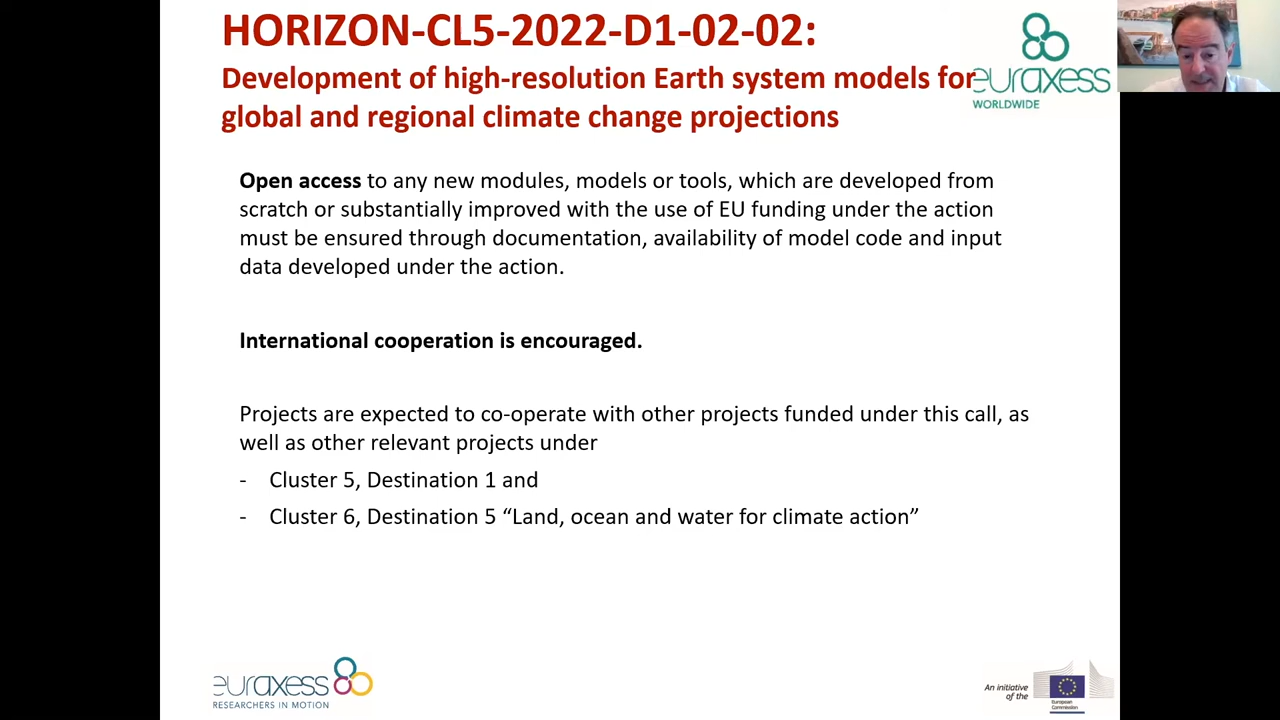 HORIZON-CL5-2022-D1-02-02:
Development of high-resolution Earth system models for
global and regional climate change projections
euraxess
WORLDWIDE
Open access to any new modules, models or tools, which are developed from
scratch or substantially improved with the use of EU funding under the action
must be ensured through documentation, availability of model code and input
data developed under the action.
International cooperation is encouraged.
Projects are expected to co-operate with other projects funded under this call, as
well as other relevant projects under
- Cluster 5, Destination 1 and
- Cluster 6, Destination 5 “Land, ocean and water for climate action”
euraxess
RESEARCHERS IN MOTION
An initiative
of the
European
Commission